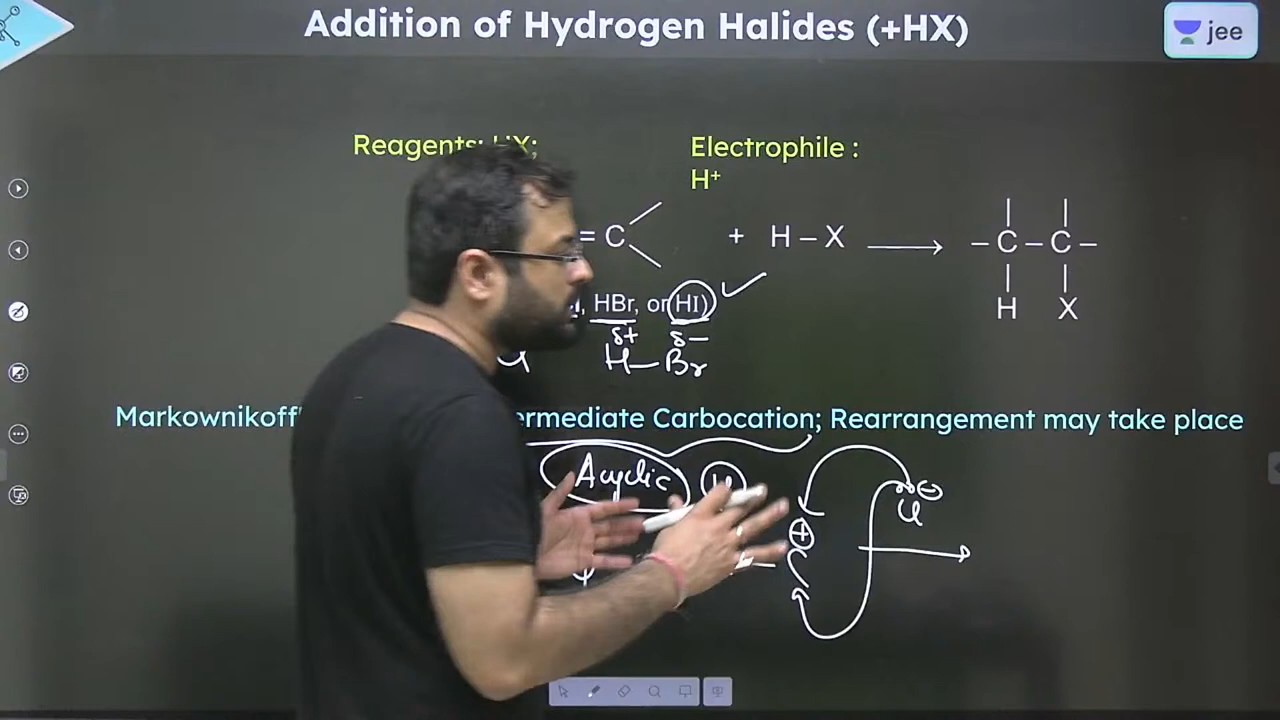 Addition of Hydrogen Halides (+HX)
jee
Reagents: HX;
Electrophile :
H⁺
= C + H – X ⟶ – C – C –
H X
, HBr, or HI)
δ+ δ–
H—Br
Markownikoff
ermediate Carbocation; Rearrangement may take place
Acyclic
+